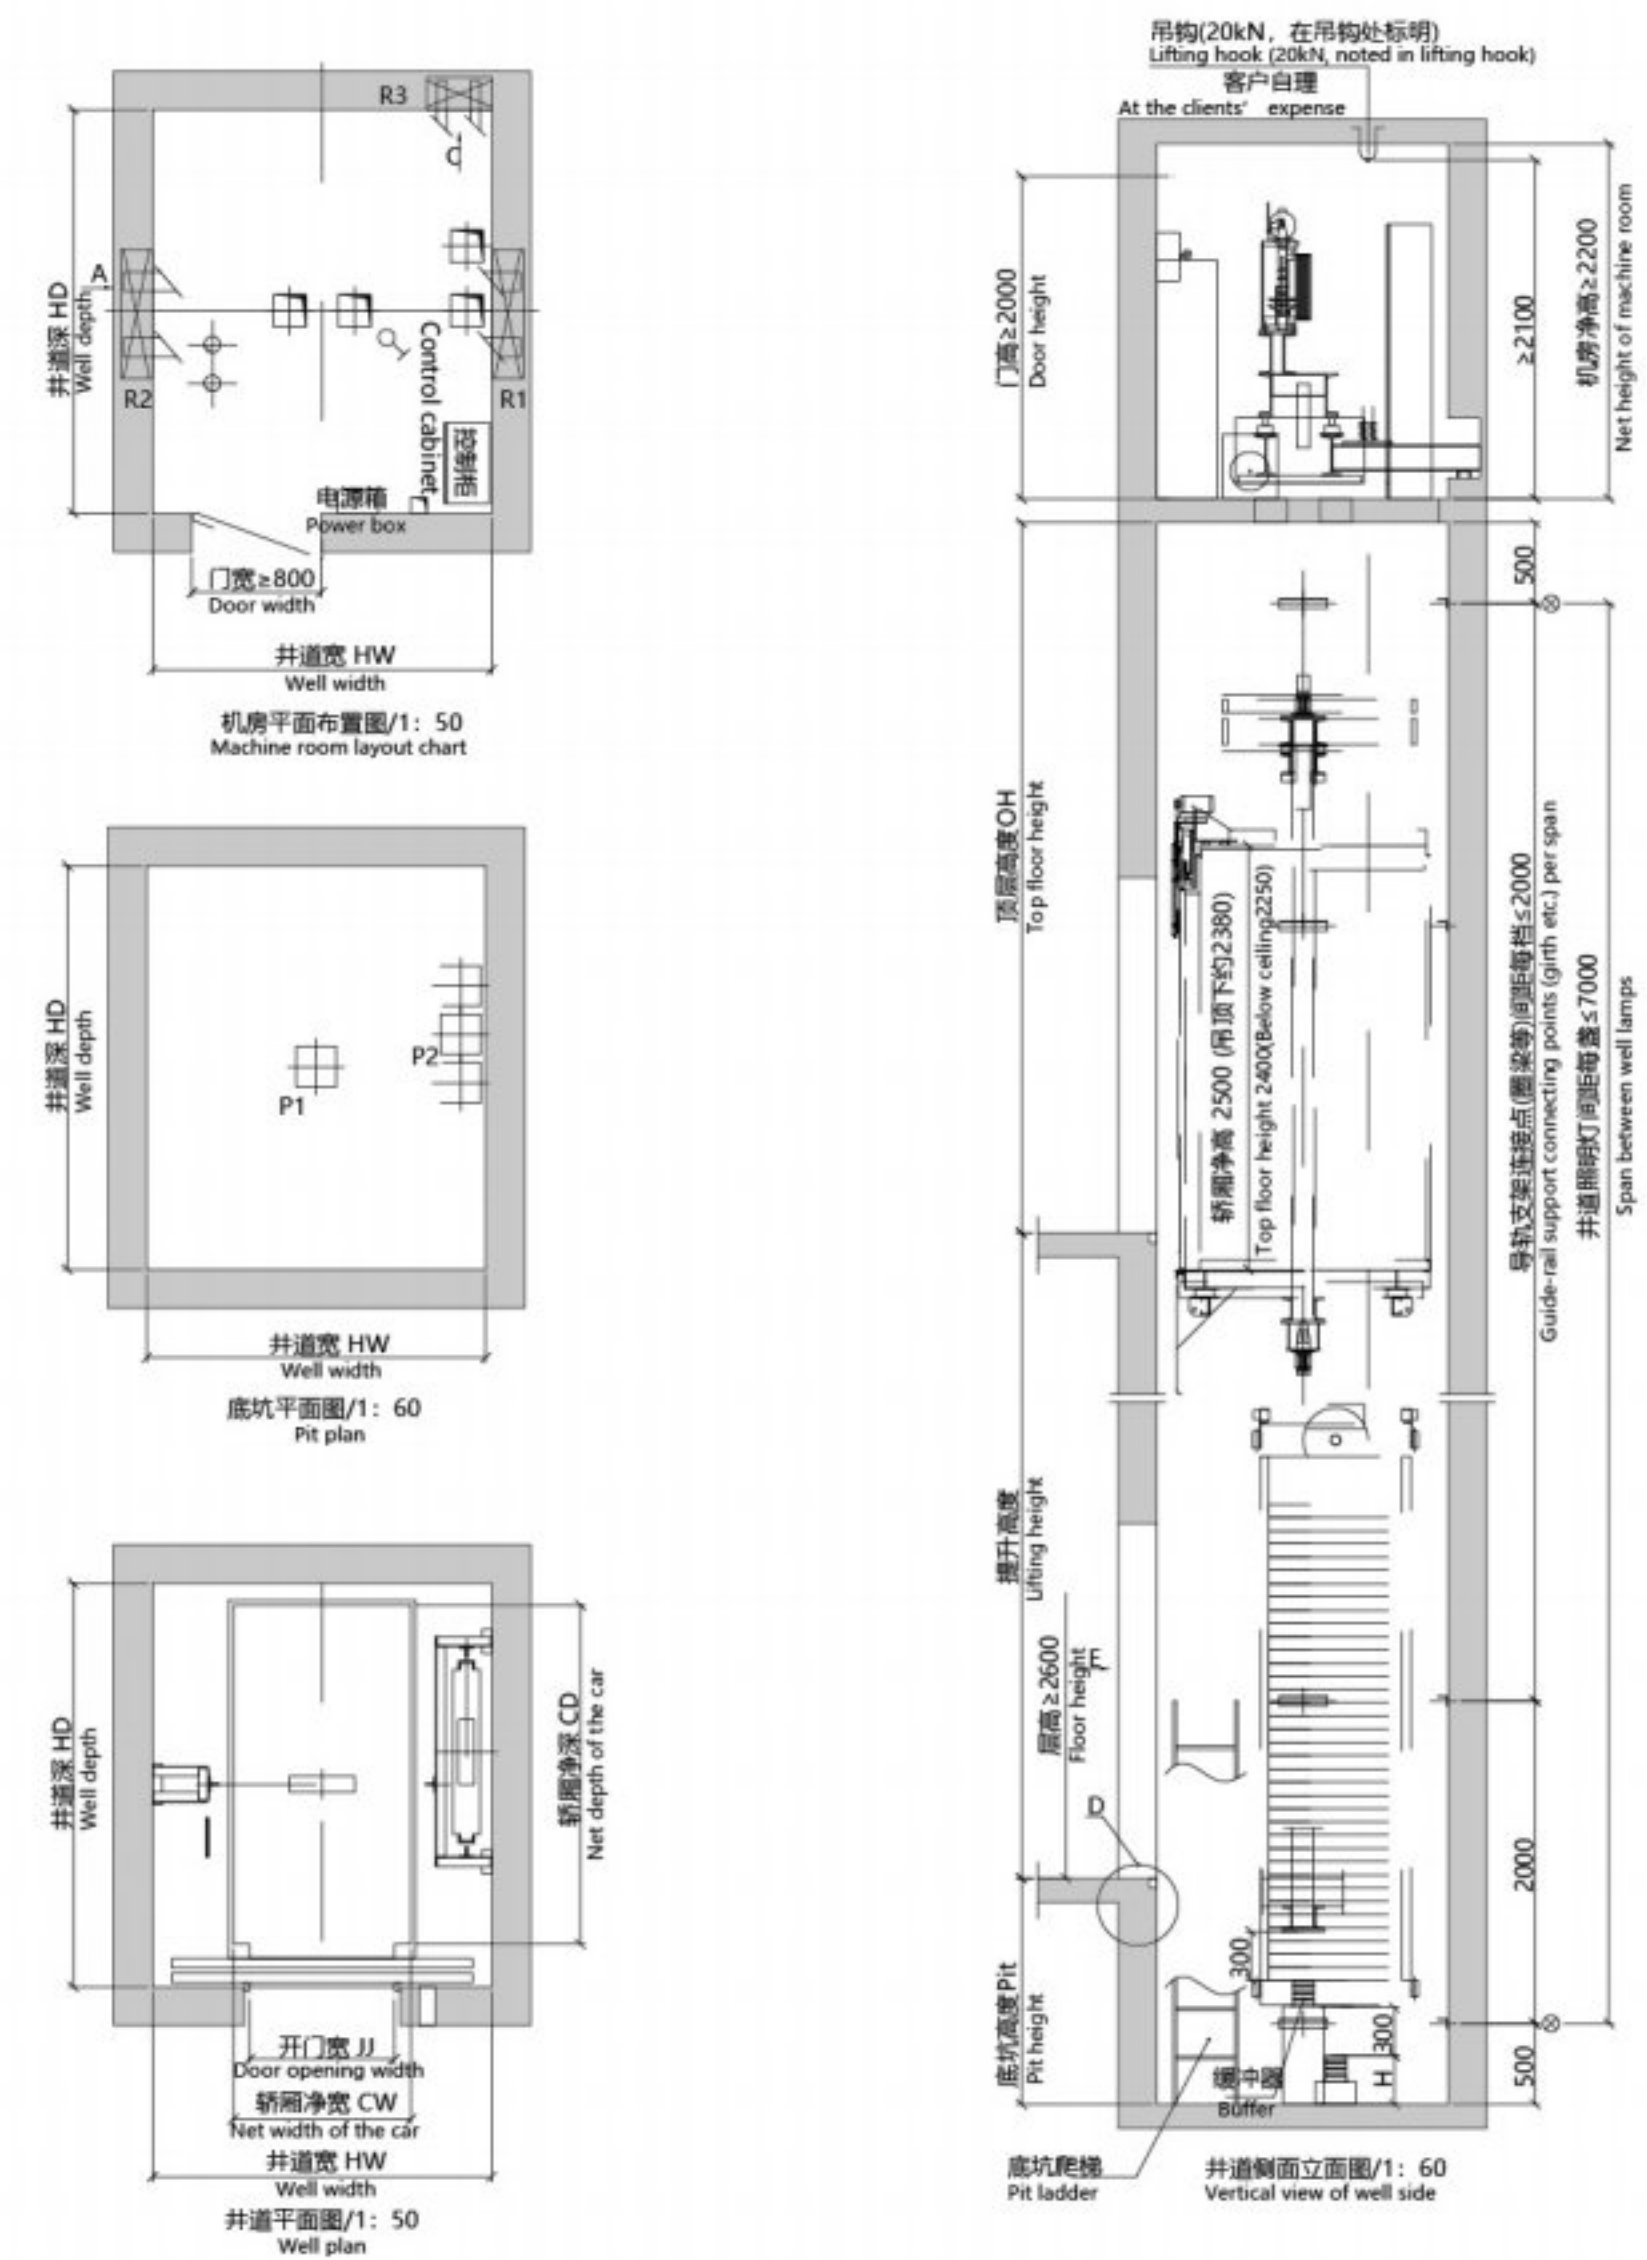 R3
C
A
井道深 HD
Well depth
R2
R1
Control cabinet
控制柜
电源箱
Power box
门宽≥800
Door width
井道宽 HW
Well width
机房平面布置图/1：50
Machine room layout chart
井道深 HD
Well depth
P2
P1
井道宽 HW
Well width
底坑平面图/1：60
Pit plan
井道深 HD
Well depth
轿厢净深 CD
Net depth of the car
开门宽 JJ
Door opening width
轿厢净宽 CW
Net width of the car
井道宽 HW
Well width
井道平面图/1：50
Well plan
吊钩(20kN，在吊钩处标明)
Lifting hook (20kN, noted in lifting hook)
客户自理
At the clients’ expense
门高≥2000
Door height
≥2100
机房净高≥2200
Net height of machine room
500
顶层高度OH
Top floor height
轿厢净高 2500 (吊顶下约2380)
Top floor height 2400(Below ceiling2250)
导轨支架连接点(圈梁等)间距每档≤2000
Guide-rail support connecting points (girth etc.) per span
井道照明灯间距每盏≤7000
Span between well lamps
提升高度
Lifting height
层高≥2600
Floor height
F
D
2000
300
底坑高度Pit
Pit height
300
H
500
缓冲器
Buffer
底坑爬梯
Pit ladder
井道侧面立面图/1：60
Vertical view of well side